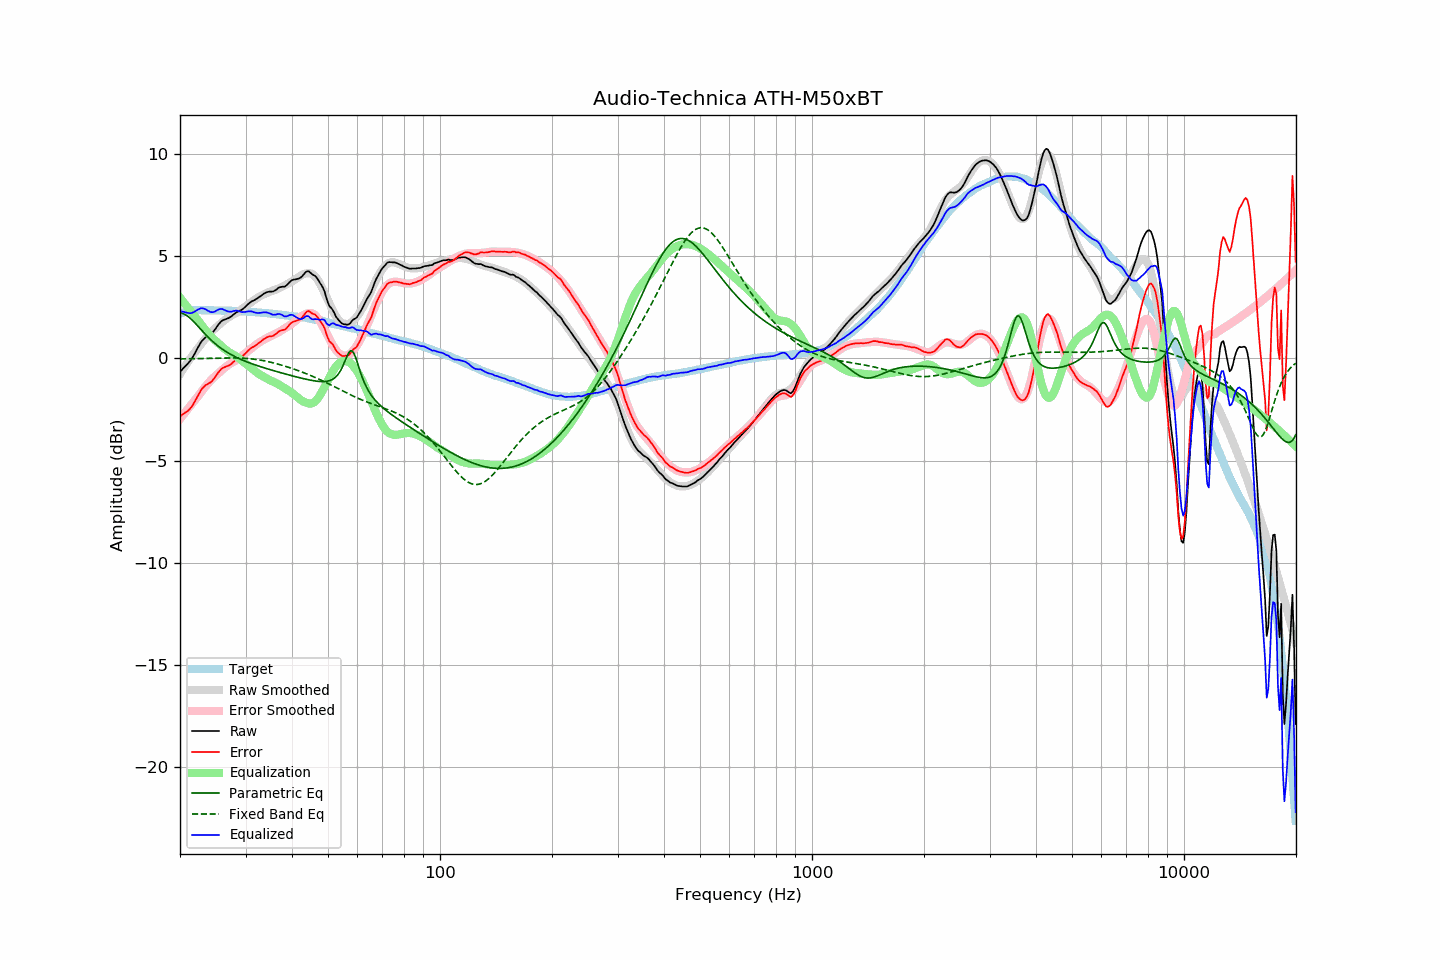 Audio-Technica ATH-M50xBT
Amplitude (dBr)
10
5
0
−5
−10
−15
−20
Target
Raw Smoothed
Error Smoothed
Raw
Error
Equalization
Parametric Eq
Fixed Band Eq
Equalized
100
1000
10000
Frequency (Hz)